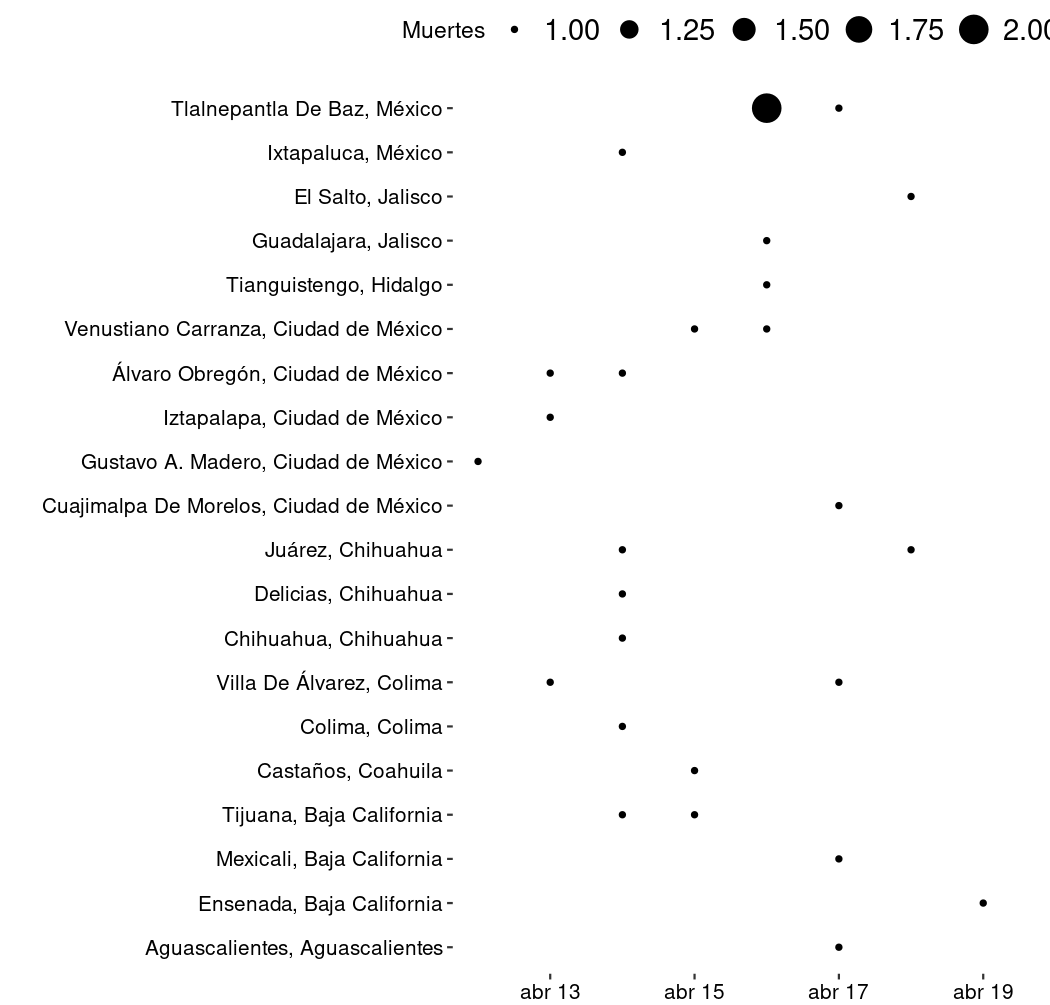 Muertes 1.00 1.25 1.50 1.75 2.00
Tlalnepantla De Baz, México
Ixtapaluca, México
El Salto, Jalisco
Guadalajara, Jalisco
Tianguistengo, Hidalgo
Venustiano Carranza, Ciudad de México
Álvaro Obregón, Ciudad de México
Iztapalapa, Ciudad de México
Gustavo A. Madero, Ciudad de México
Cuajimalpa De Morelos, Ciudad de México
Juárez, Chihuahua
Delicias, Chihuahua
Chihuahua, Chihuahua
Villa De Álvarez, Colima
Colima, Colima
Castaños, Coahuila
Tijuana, Baja California
Mexicali, Baja California
Ensenada, Baja California
Aguascalientes, Aguascalientes
abr 13 abr 15 abr 17 abr 19